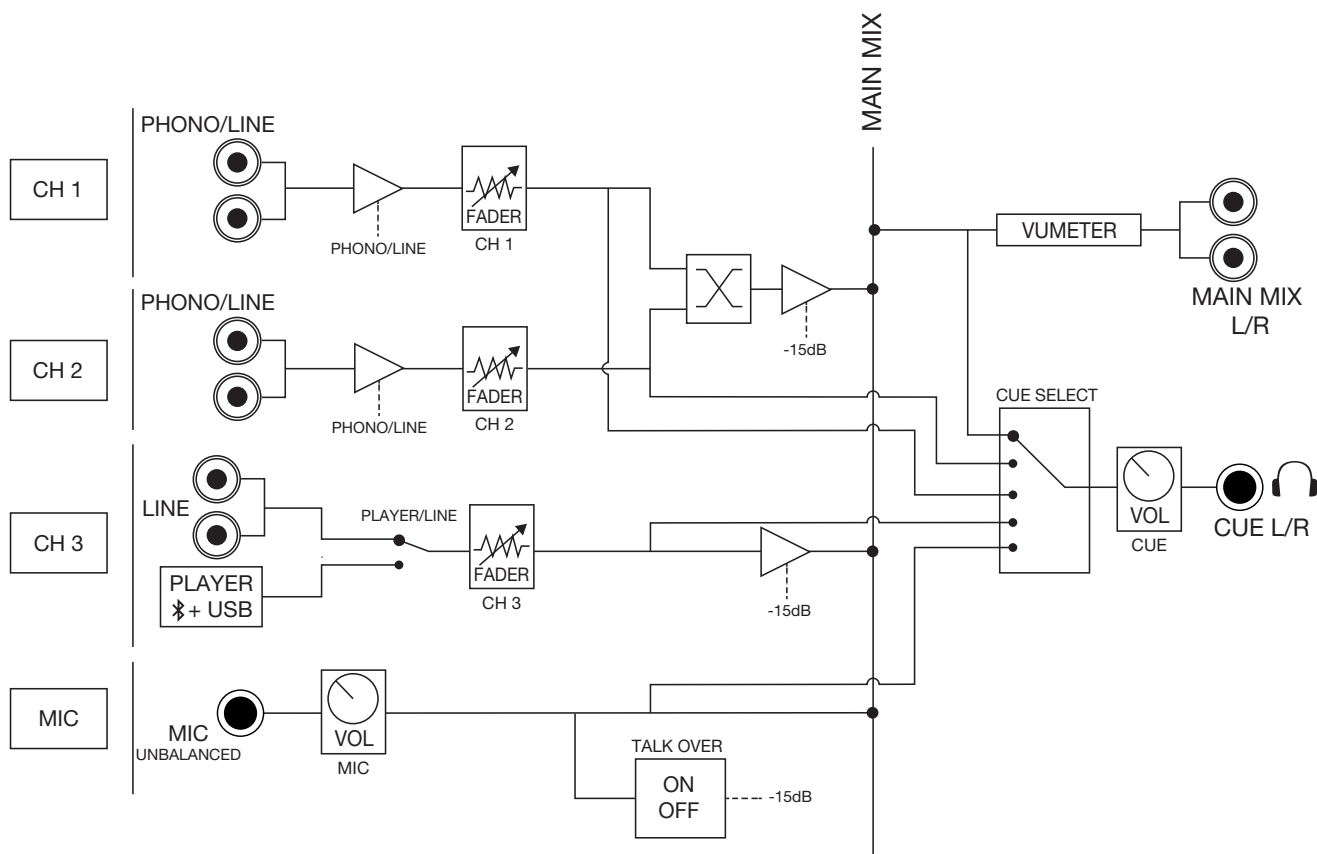 MAIN MIX
CH 1
PHONO/LINE
PHONO/LINE
FADER
CH 1
CH 2
PHONO/LINE
PHONO/LINE
FADER
CH 2
-15dB
VUMETER
MAIN MIX
L/R
CH 3
LINE
PLAYER
+ USB
PLAYER/LINE
FADER
CH 3
-15dB
CUE SELECT
VOL
CUE
CUE L/R
MIC
MIC
UNBALANCED
VOL
MIC
TALK OVER
ON
OFF
-15dB